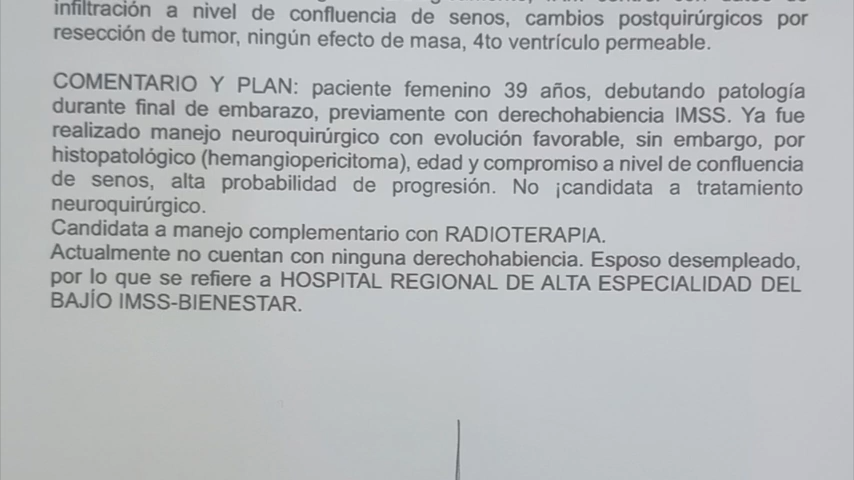 infiltración a nivel de confluencia de senos, cambios postquirúrgicos por
resección de tumor, ningún efecto de masa, 4to ventrículo permeable.
COMENTARIO Y PLAN: paciente femenino 39 años, debutando patología
durante final de embarazo, previamente con derechohabiencia IMSS. Ya fue
realizado manejo neuroquirúrgico con evolución favorable, sin embargo, por
histopatológico (hemangiopericitoma), edad y compromiso a nivel de confluencia
de senos, alta probabilidad de progresión. No ¡candidata a tratamiento
neuroquirúrgico.
Candidata a manejo complementario con RADIOTERAPIA.
Actualmente no cuentan con ninguna derechohabiencia. Esposo desempleado,
por lo que se refiere a HOSPITAL REGIONAL DE ALTA ESPECIALIDAD DEL
BAJÍO IMSS-BIENESTAR.